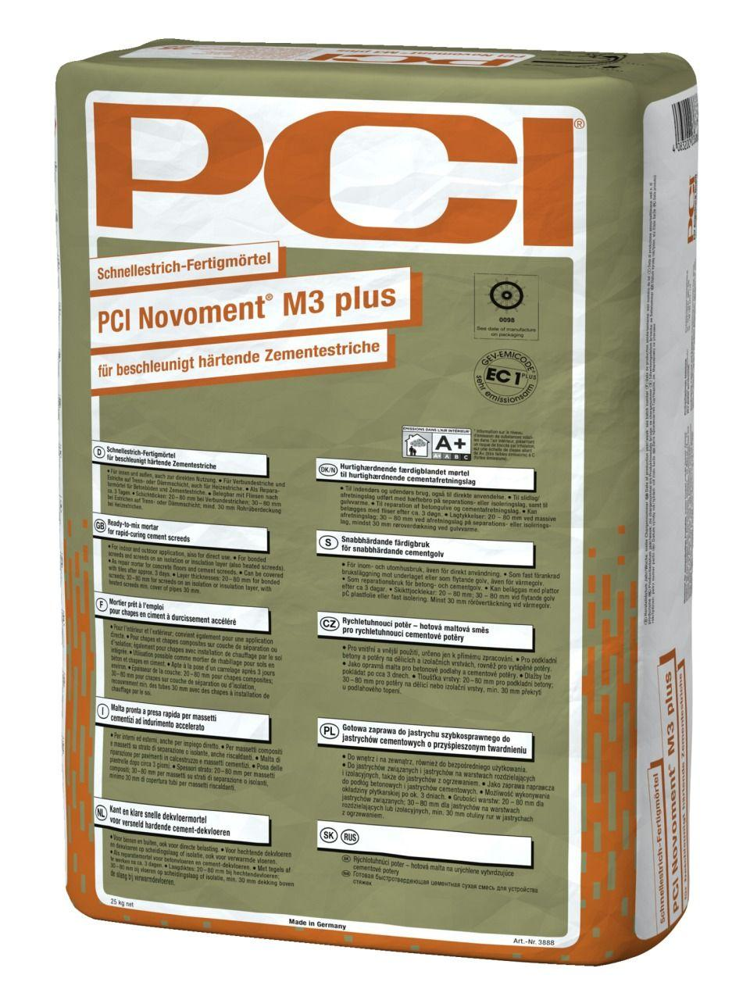 PCI®
Schnellestrich-Fertigmörtel
PCI Novoment® M3 plus
für beschleunigt härtende Zementestriche
0098
See date of manufacture
on packaging
GEV-EMICODE®
EC 1 PLUS
sehr emissionsarm
ÉMISSIONS DANS L'AIR INTÉRIEUR*
A+
A+ A B C
D
Schnellestrich-Fertigmörtel
für beschleunigt härtende Zementestriche
• Für innen und außen, auch zur direkten Nutzung. • Für Verbundestriche und
Estriche auf Trenn- oder Dämmschicht, auch für Heizestriche. • Als Repara-
turmörtel für Betonböden und Zementestriche. • Belegbar mit Fliesen nach
ca. 3 Tagen. • Schichtdicken: 20–80 mm bei Verbundestrichen; 30–80 mm
bei Estrichen auf Trenn- oder Dämmschicht; mind. 30 mm Rohrüberdeckung
bei Heizestrichen.
GB
Ready-to-mix mortar
for rapid-curing cement screeds
• For indoor and outdoor application, also for direct use. • For bonded
screeds and screeds on an isolation or insulation layer (also heated screeds).
• As repair mortar for concrete floors and cement screeds. • Can be covered
with tiles after approx. 3 days. • Layer thicknesses: 20–80 mm for bonded
screeds; 30–80 mm for screeds on an isolation or insulation layer, with
heated screeds min. cover of pipes 30 mm.
F
Mortier prêt à l'emploi
pour chapes en ciment à durcissement accéléré
• Pour l'intérieur et l'extérieur; convient également pour une application
directe. • Pour chapes et chapes composites sur couche de séparation ou
d'isolation; également pour chapes avec installation de chauffage par le sol
intégrée. • Utilisation possible comme mortier de rhabillage pour sols en
béton et chapes en ciment. • Apte à la pose d'un carrelage après 3 jours
environ. • Épaisseur de la couche: 20–80 mm pour chapes composites;
30–80 mm pour chapes sur couche de séparation ou d'isolation,
recouvrement min. des tubes 30 mm avec des chapes à installation de
chauffage par le sol.
I
Malta pronta a presa rapida per massetti
cementizi ad indurimento accelerato
• Per interni ed esterni, anche per impiego diretto. • Per massetti compositi
e massetti su strato di separazione o isolante, anche riscaldanti. • Malta di
riparazione per pavimenti in calcestruzzo e massetti cementizi. • Posa delle
piastrelle dopo circa 3 giorni. • Spessori strato: 20–80 mm per massetti
compositi; 30–80 mm per massetti su strati di separazione o isolanti,
minimo 30 mm di copertura tubi per massetti riscaldanti.
NL
Kant en klare snelle dekvloermortel
voor versneld hardende cement-dekvloeren
• Voor binnen en buiten, ook voor directe belasting. • Voor hechtende dekvloeren
en dekvloeren op scheidingslaag of isolatie, ook voor verwarmde vloeren.
• Als reparatiemortel voor betonvloeren en cement-dekvloeren. • Met tegels af
te werken na ca. 3 dagen. • Laagdiktes: 20–80 mm bij hechtendevloeren;
30–80 mm bij vloeren op scheidingslaag of isolatie, min. 30 mm dekking boven
de slang bij verwarmdevloeren.
25 kg net
DK/N
Hurtighærdnende færdigblandet mørtel
til hurtighærdnende cementafretningslag
• Til indendørs og udendørs brug, også til direkte anvendelse. • Til slidlag/
afretningslag udført med hæftebro på separations- eller isoleringslag, samt til
gulvvarme. • Til reparation af betongulve og cementafretningslag. • Kan
belægges med fliser efter ca. 3 døgn. • Lagtykkelser: 20 – 80 mm ved massive
afretningslag; 30 – 80 mm ved afretningslag på separations- eller isolerings-
lag, mindst 30 mm røroverdækning ved gulvvarme.
S
Snabbhärdande färdigbruk
för snabbhärdande cementgolv
• För inom- och utomhusbruk, även för direkt användning. • Som fast förankrad
bruksläggning mot underlaget eller som flytande golv, även för värmegolv.
• Som reparationsbruk för betong- och cementgolv. • Kan beläggas med plattor
efter ca 3 dagar. • Skikttjocklekar: 20 – 80 mm; 30 – 80 mm vid flytande golv
på plastfolie eller fast isolering. Minst 30 mm rörövertäckning vid värmegolv.
CZ
Rychletuhnoucí potěr – hotová maltová směs
pro rychletuhnoucí cementové potěry
• Pro vnitřní a vnější použití, určeno jen k přímému zpracování. • Pro podkladní
betony a potěry na dělících a izolačních vrstvách, rovněž pro vytápěné potěry.
• Jako opravná malta pro betonové podlahy a cementové potěry. • Dlažby lze
pokládat po cca 3 dnech. • Tloušťka vrstvy: 20–80 mm pro podkladní betony;
30–80 mm pro potěry na dělící nebo izolační vrstvy, min. 30 mm překrytí
u podlahového topení.
PL
Gotowa zaprawa do jastrychu szybkosprawnego do
jastrychów cementowych o przyśpieszonym twardnieniu
• Do wnętrz i na zewnątrz, również do bezpośredniego użytkowania.
• Do jastrychów związanych i jastrychów na warstwach rozdzielających
i izolacyjnych, także do jastrychów z ogrzewaniem. • Jako zaprawa naprawcza
do podłóg betonowych i jastrychów cementowych. • Możliwość wykonywania
okładziny płytkarskiej po ok. 3 dniach. • Grubości warstw: 20 – 80 mm dla
jastrychów związanych; 30–80 mm dla jastrychów na warstwach
rozdzielających lub izolacyjnych, min. 30 mm otuliny rur w jastrychach
z ogrzewaniem.
SK RUS
SK Rýchlotuhnúci poter – hotová malta na urýchlene vytvrdzujúce
cementové potery
RUS Готовая быстротвердеющая цементная сухая смесь для устройства
стяжек
Made in Germany
Art.-Nr. 3888
PCI
Schnellestrich-Fertigmörtel
PCI Novoment® M3 plus
für beschleunigt härtende Zementestriche